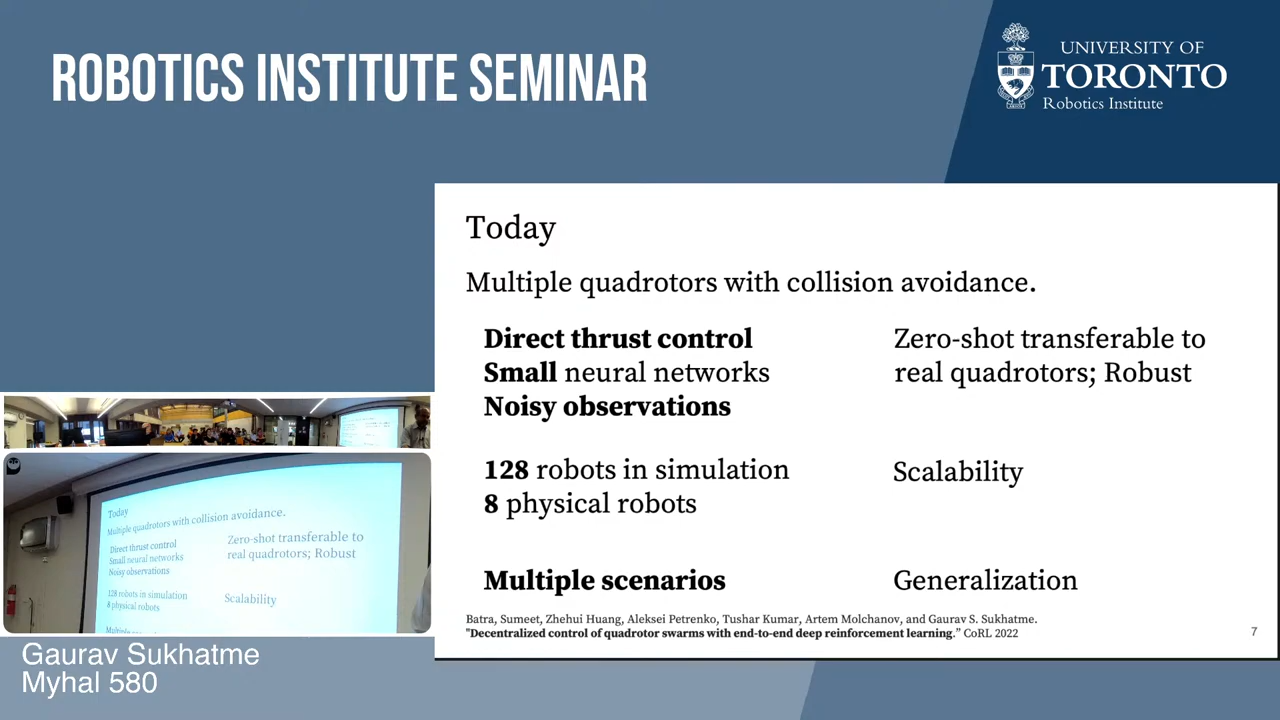 ROBOTICS INSTITUTE SEMINAR
UNIVERSITY OF
TORONTO
Robotics Institute
Today
Multiple quadrotors with collision avoidance.
Direct thrust control
Small neural networks
Noisy observations
Zero-shot transferable to
real quadrotors; Robust
128 robots in simulation
8 physical robots
Scalability
Multiple scenarios
Generalization
Batra, Sumeet, Zhehui Huang, Aleksei Petrenko, Tushar Kumar, Artem Molchanov, and Gaurav S. Sukhatme.
"Decentralized control of quadrotor swarms with end-to-end deep reinforcement learning.” CoRL 2022
7
Today
Multiple quadrotors with collision avoidance.
Direct thrust control
Small neural networks
Noisy observations
Zero-shot transferable to
real quadrotors; Robust
128 robots in simulation
8 physical robots
Scalability
Gaurav Sukhatme
Myhal 580